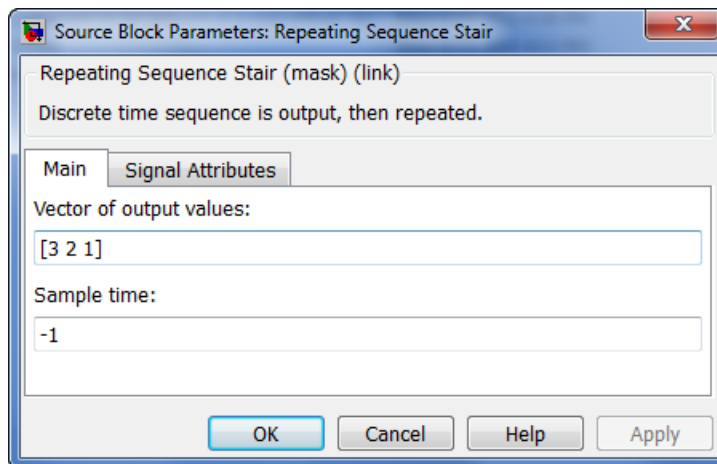 Source Block Parameters: Repeating Sequence Stair
Repeating Sequence Stair (mask) (link)
Discrete time sequence is output, then repeated.
Main Signal Attributes
Vector of output values:
[3 2 1]
Sample time:
-1
OK Cancel Help Apply